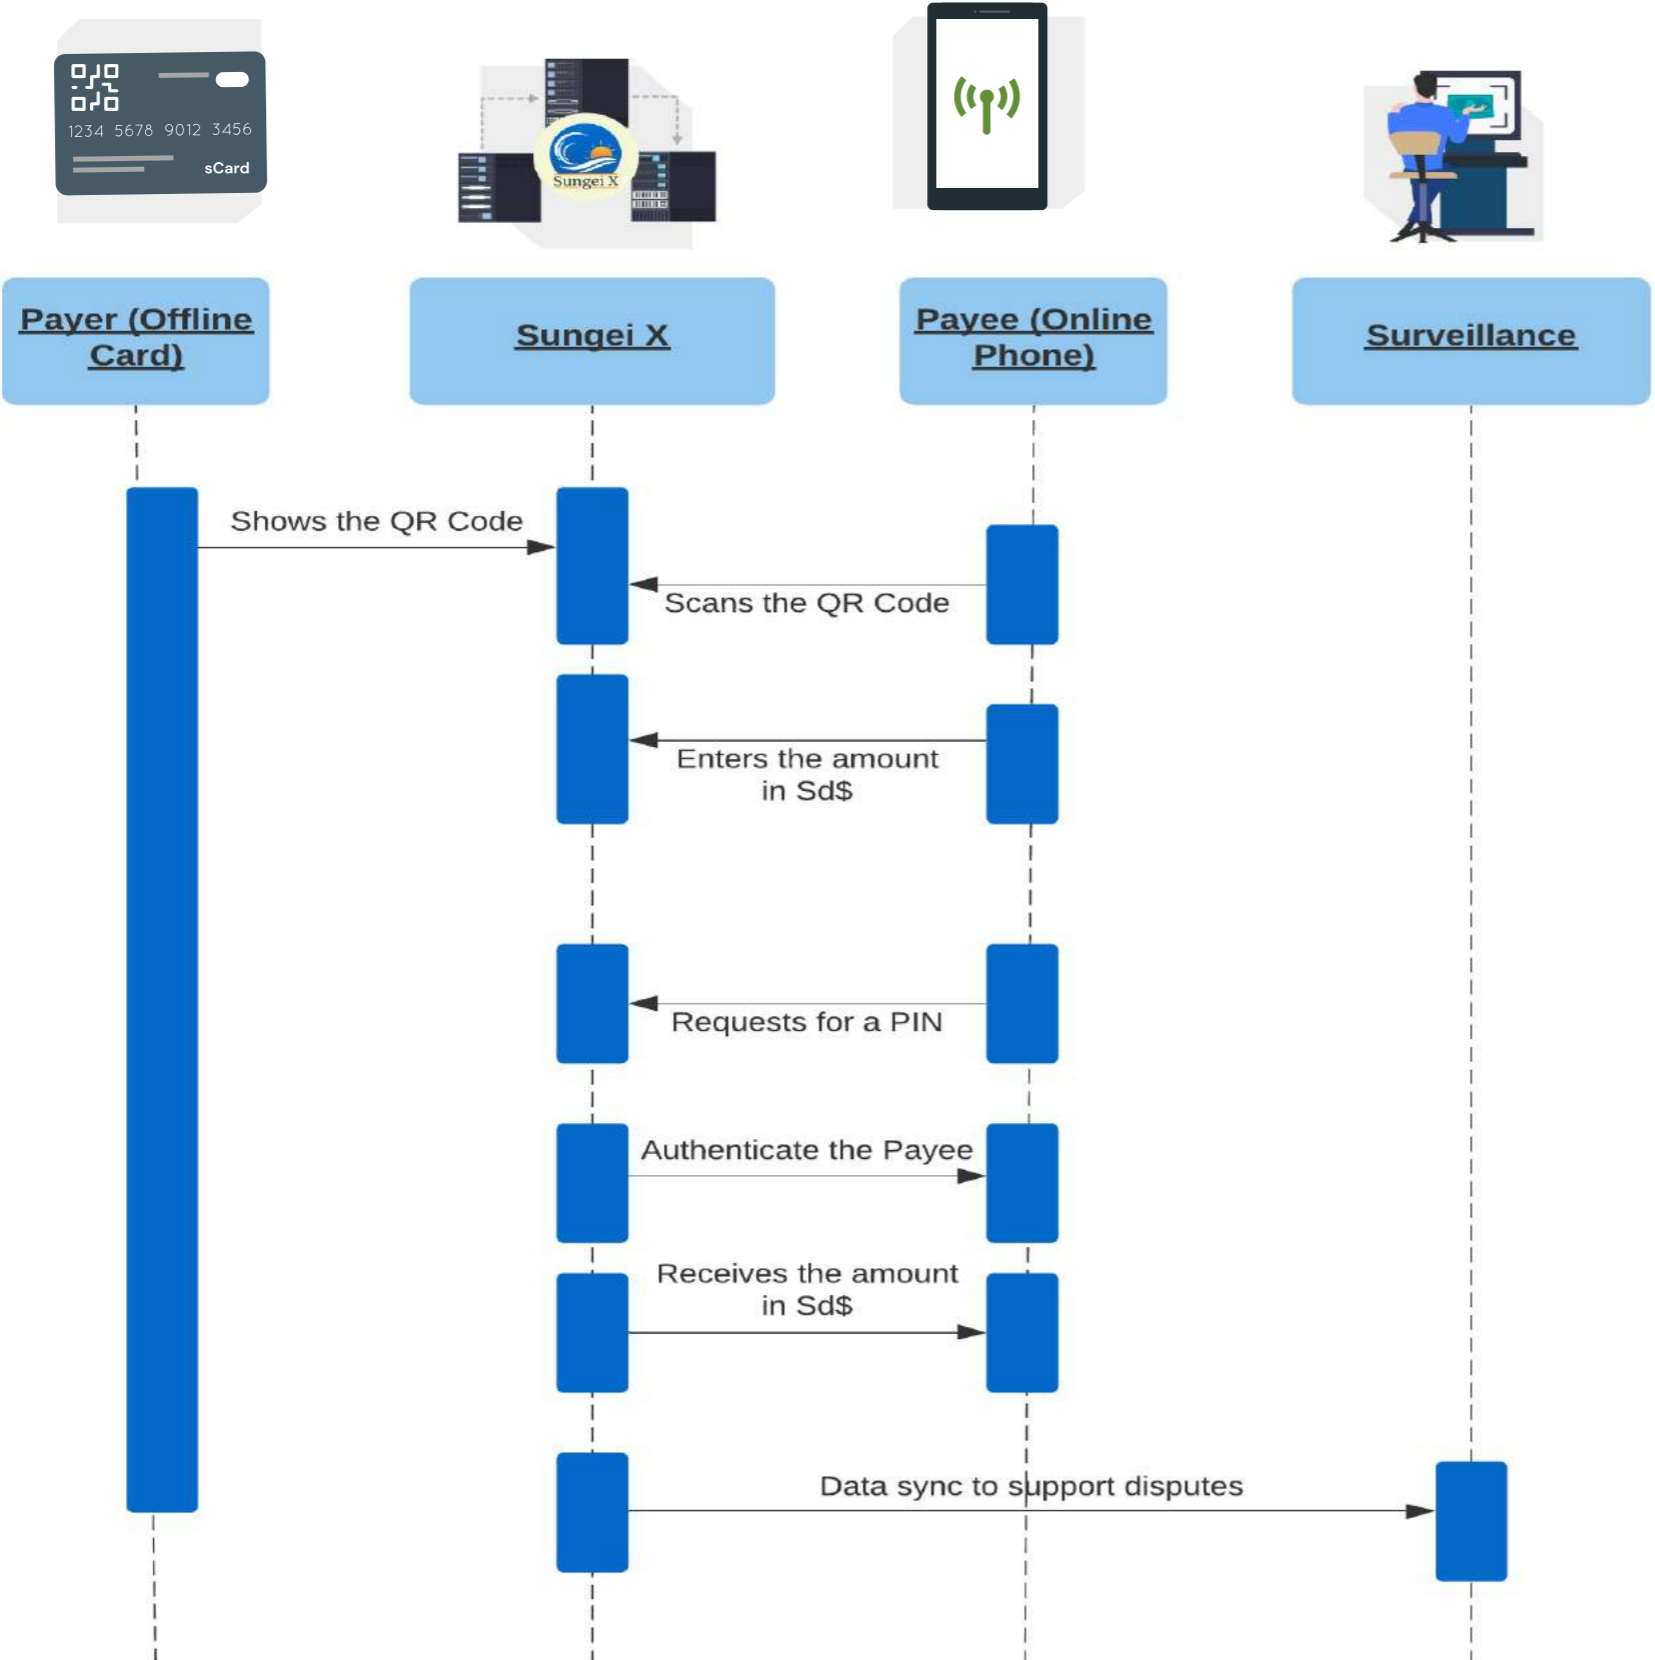 1234 5678 9012 3456
sCard
Sungei X
Payer (Offline
Card)
Sungei X
Payee (Online
Phone)
Surveillance
Shows the QR Code
Scans the QR Code
Enters the amount
in Sd$
Requests for a PIN
Authenticate the Payee
Receives the amount
in Sd$
Data sync to support disputes